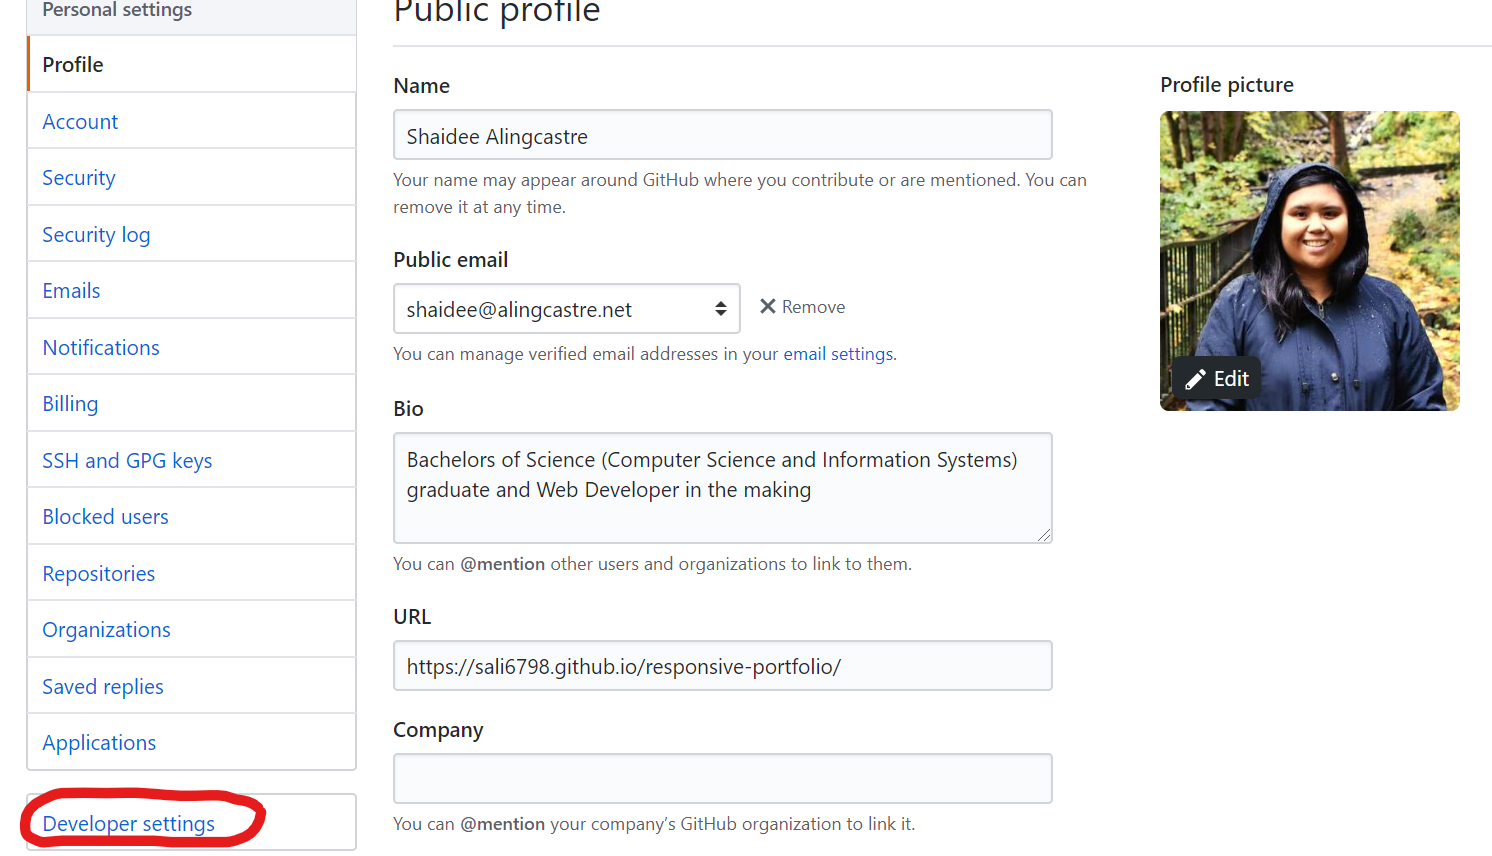 Personal settings
Profile
Account
Security
Security log
Emails
Notifications
Billing
SSH and GPG keys
Blocked users
Repositories
Organizations
Saved replies
Applications
Developer settings
Public profile
Name
Shaidee Alingcastre
Your name may appear around GitHub where you contribute or are mentioned. You can
remove it at any time.
Public email
shaidee@alingcastre.net
Remove
You can manage verified email addresses in your email settings.
Bio
Bachelors of Science (Computer Science and Information Systems)
graduate and Web Developer in the making
You can @mention other users and organizations to link to them.
URL
https://sali6798.github.io/responsive-portfolio/
Company
You can @mention your company’s GitHub organization to link it.
Profile picture
Edit